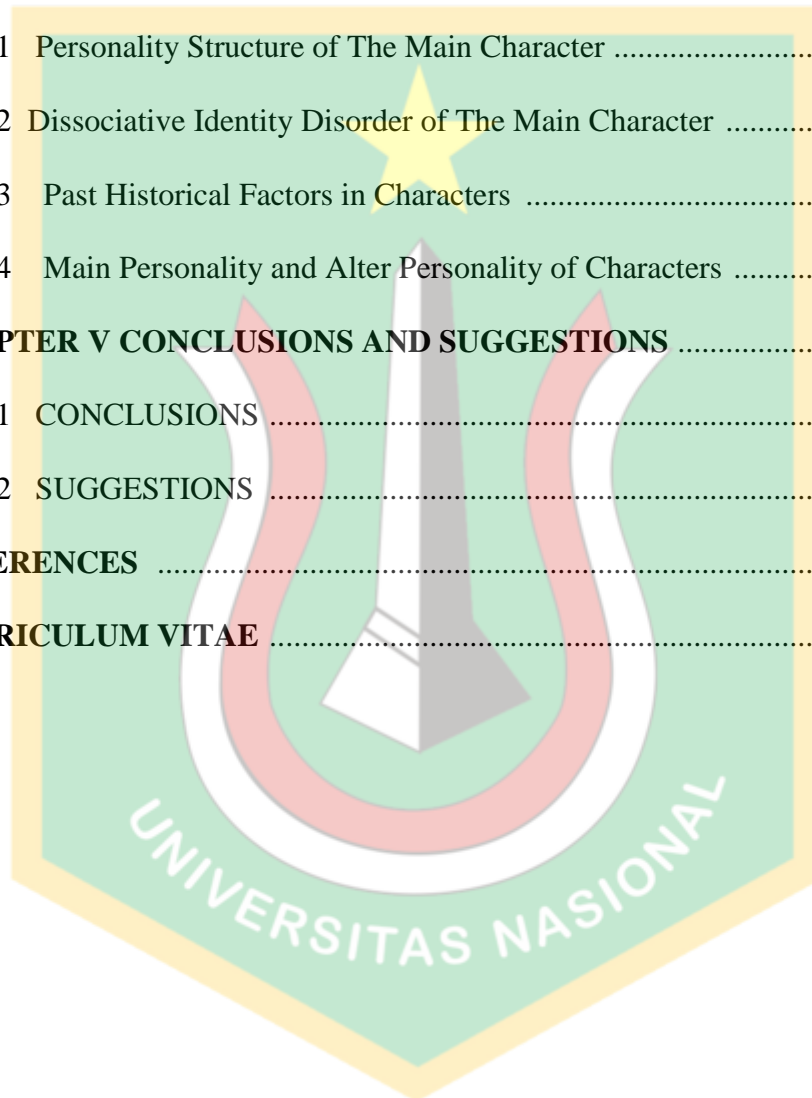 1 Personality Structure of The Main Character ..........................
2 Dissociative Identity Disorder of The Main Character ............
3 Past Historical Factors in Characters ......................................
4 Main Personality and Alter Personality of Characters ...........
PTER V CONCLUSIONS AND SUGGESTIONS ..................
1 CONCLUSIONS ........................................................................
2 SUGGESTIONS ........................................................................
ERENCES ..........................................................................................
RICULUM VITAE ........................................................................
UNIVERSITAS NASIONAL